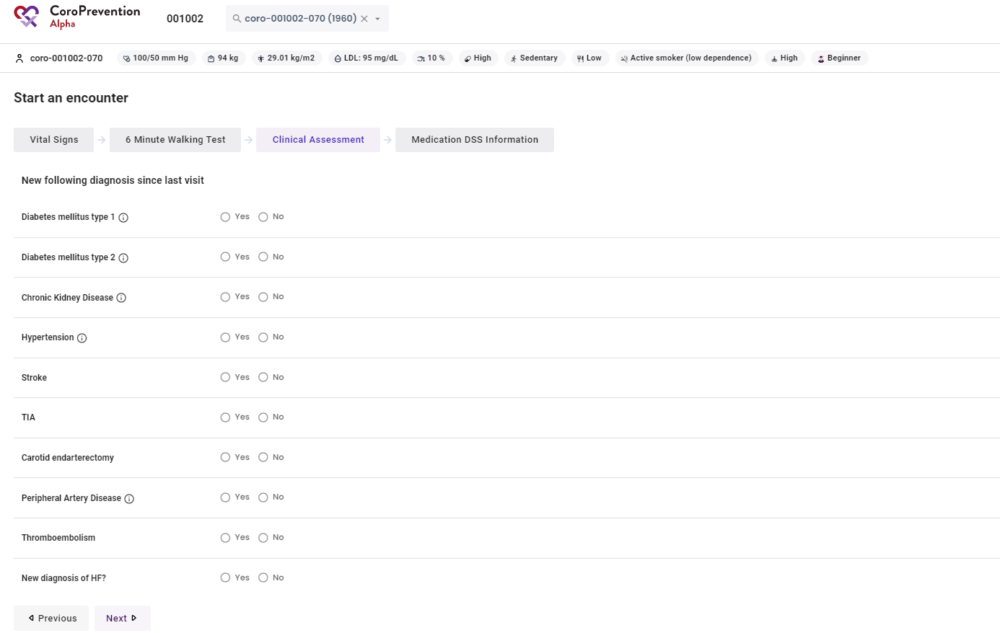 CoroPrevention
Alpha
001002
coro-001002-070 (1960)
coro-001002-070 100/50 mm Hg 94 kg 29.01 kg/m2 LDL: 95 mg/dL 10 % High Sedentary Low Active smoker (low dependence) High Beginner
Start an encounter
Vital Signs 6 Minute Walking Test Clinical Assessment Medication DSS Information
New following diagnosis since last visit
Diabetes mellitus type 1 Yes No
Diabetes mellitus type 2 Yes No
Chronic Kidney Disease Yes No
Hypertension Yes No
Stroke Yes No
TIA Yes No
Carotid endarterectomy Yes No
Peripheral Artery Disease Yes No
Thromboembolism Yes No
New diagnosis of HF? Yes No
Previous Next